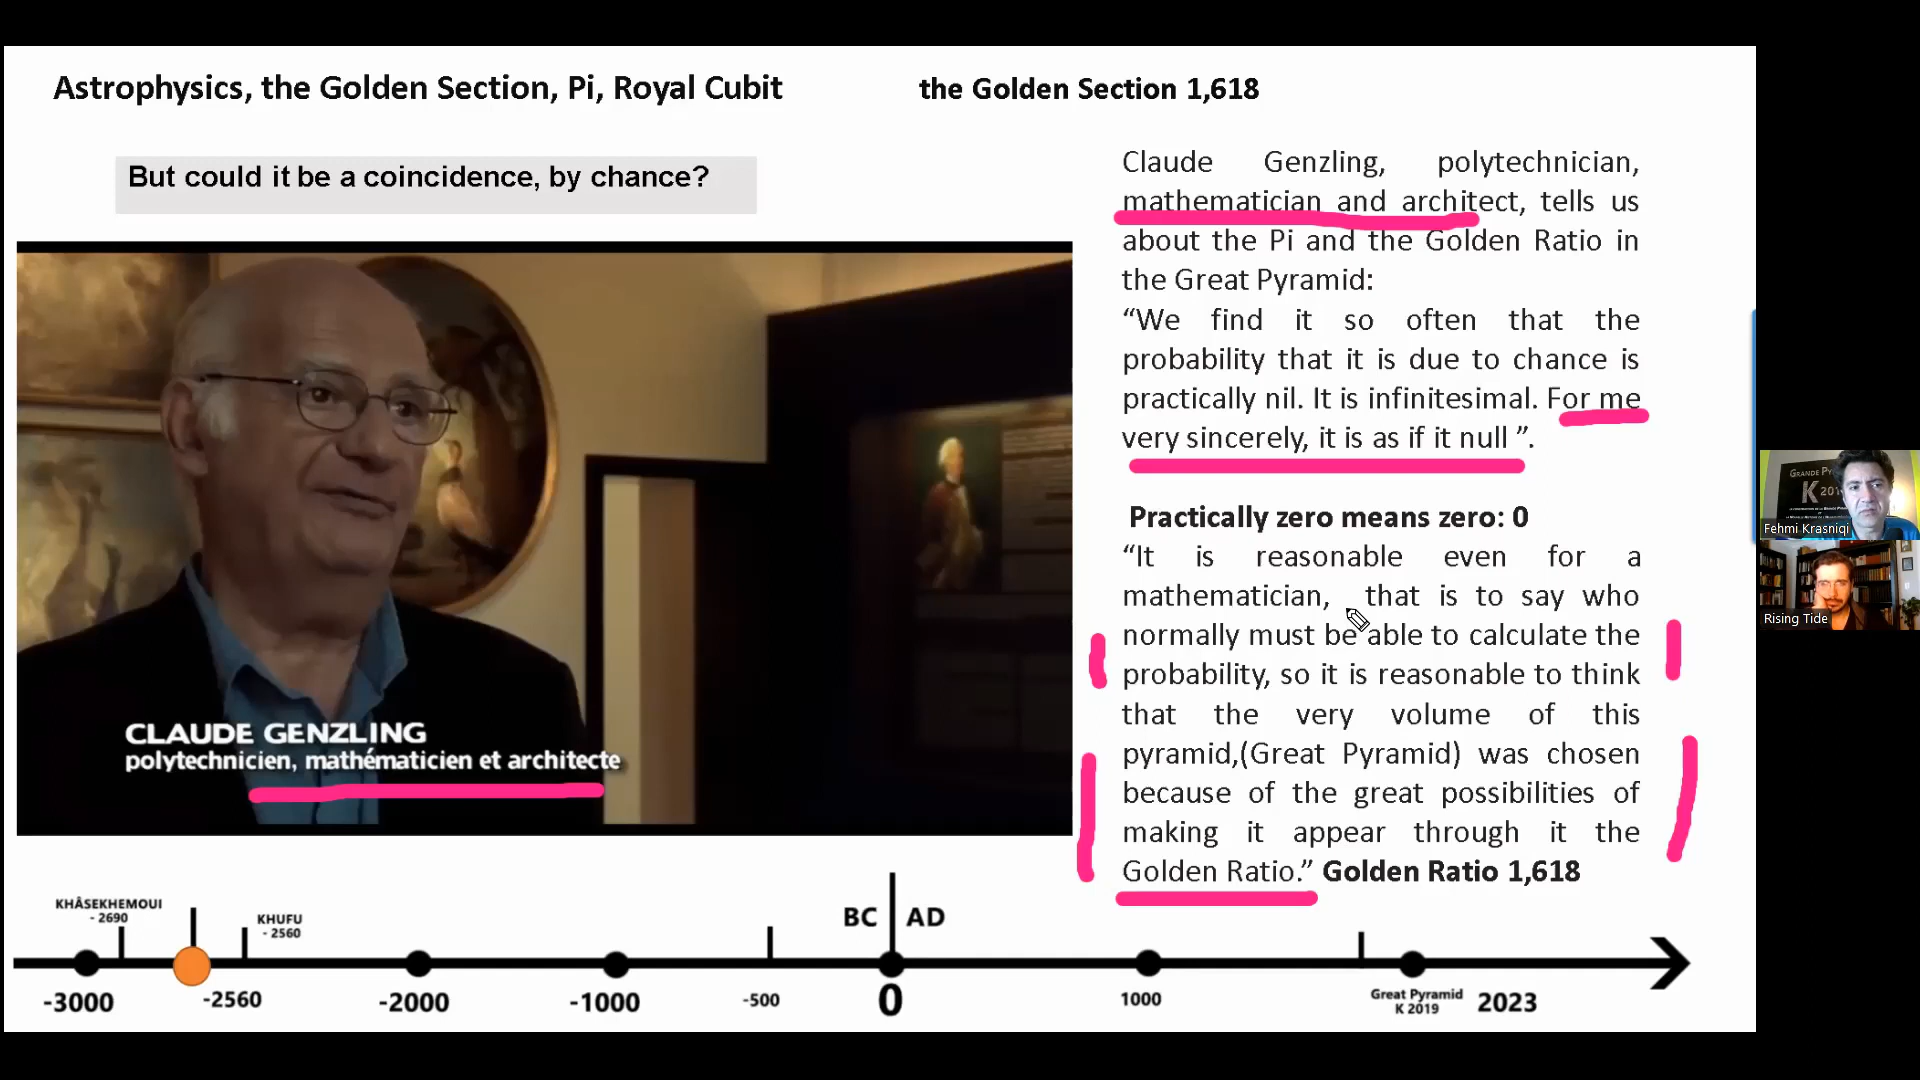 Astrophysics, the Golden Section, Pi, Royal Cubit
the Golden Section 1,618
But could it be a coincidence, by chance?
CLAUDE GENZLING
polytechnicien, mathématicien et architecte
Claude Genzling, polytechnician,
mathematician and architect, tells us
about the Pi and the Golden Ratio in
the Great Pyramid:
“We find it so often that the
probability that it is due to chance is
practically nil. It is infinitesimal. For me
very sincerely, it is as if it null ”.
Practically zero means zero: 0
“It is reasonable even for a
mathematician, that is to say who
normally must be able to calculate the
probability, so it is reasonable to think
that the very volume of this
pyramid,(Great Pyramid) was chosen
because of the great possibilities of
making it appear through it the
Golden Ratio.” Golden Ratio 1,618
GRANDE
K 201
Fehmi Krasniqi
Rising Tide
KHÂSEKHEMOUI
- 2690
KHUFU
- 2560
BC AD
-3000 -2560 -2000 -1000 -500 0 1000
Great Pyramid
K 2019
2023